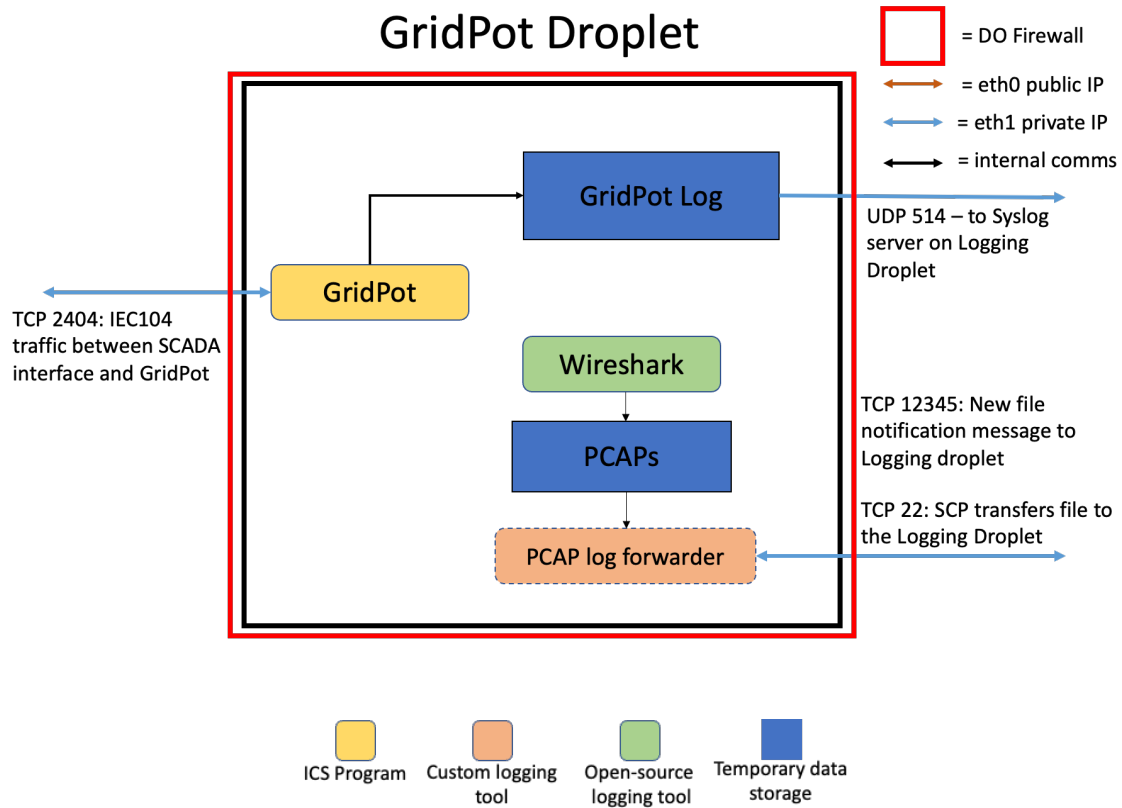 GridPot Droplet
= DO Firewall
= eth0 public IP
= eth1 private IP
= internal comms
GridPot Log
UDP 514 – to Syslog
server on Logging
Droplet
GridPot
TCP 2404: IEC104
traffic between SCADA
interface and GridPot
Wireshark
PCAPs
TCP 12345: New file
notification message to
Logging droplet
TCP 22: SCP transfers file to
the Logging Droplet
PCAP log forwarder
ICS Program
Custom logging
tool
Open-source
logging tool
Temporary data
storage